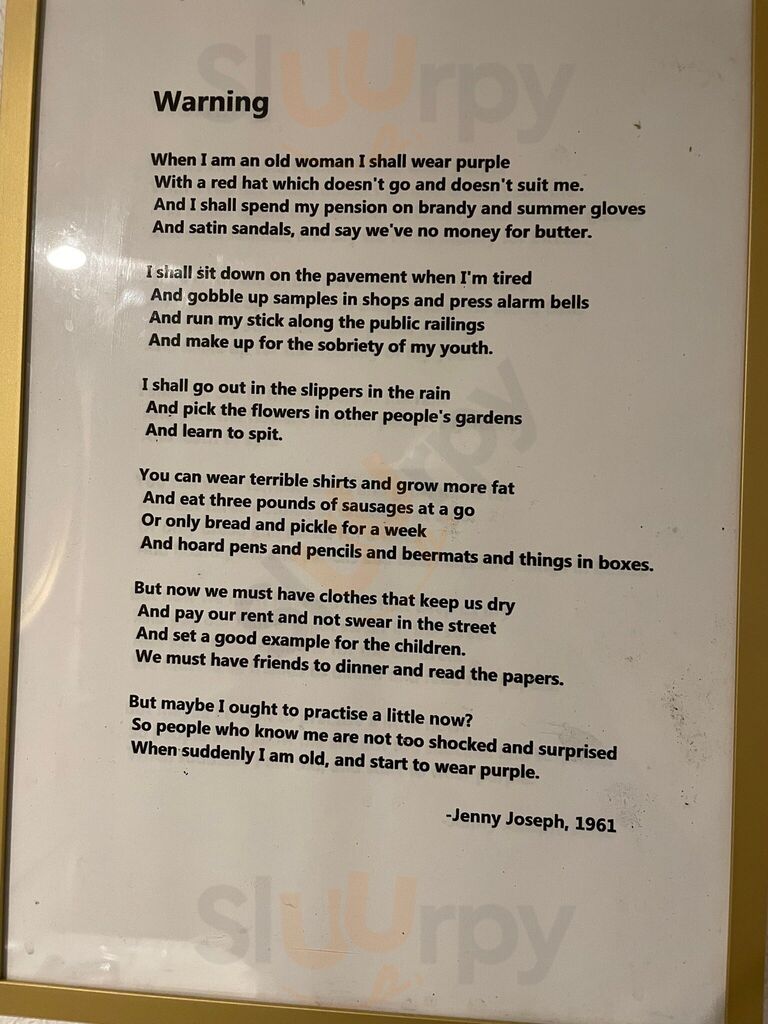 Warning
When I am an old woman I shall wear purple
With a red hat which doesn't go and doesn't suit me.
And I shall spend my pension on brandy and summer gloves
And satin sandals, and say we've no money for butter.
I shall sit down on the pavement when I'm tired
And gobble up samples in shops and press alarm bells
And run my stick along the public railings
And make up for the sobriety of my youth.
I shall go out in the slippers in the rain
And pick the flowers in other people's gardens
And learn to spit.
You can wear terrible shirts and grow more fat
And eat three pounds of sausages at a go
Or only bread and pickle for a week
And hoard pens and pencils and beermats and things in boxes.
But now we must have clothes that keep us dry
And pay our rent and not swear in the street
And set a good example for the children.
We must have friends to dinner and read the papers.
But maybe I ought to practise a little now?
So people who know me are not too shocked and surprised
When suddenly I am old, and start to wear purple.
-Jenny Joseph, 1961
Sluurpy
Sluurpy
Sluurpy